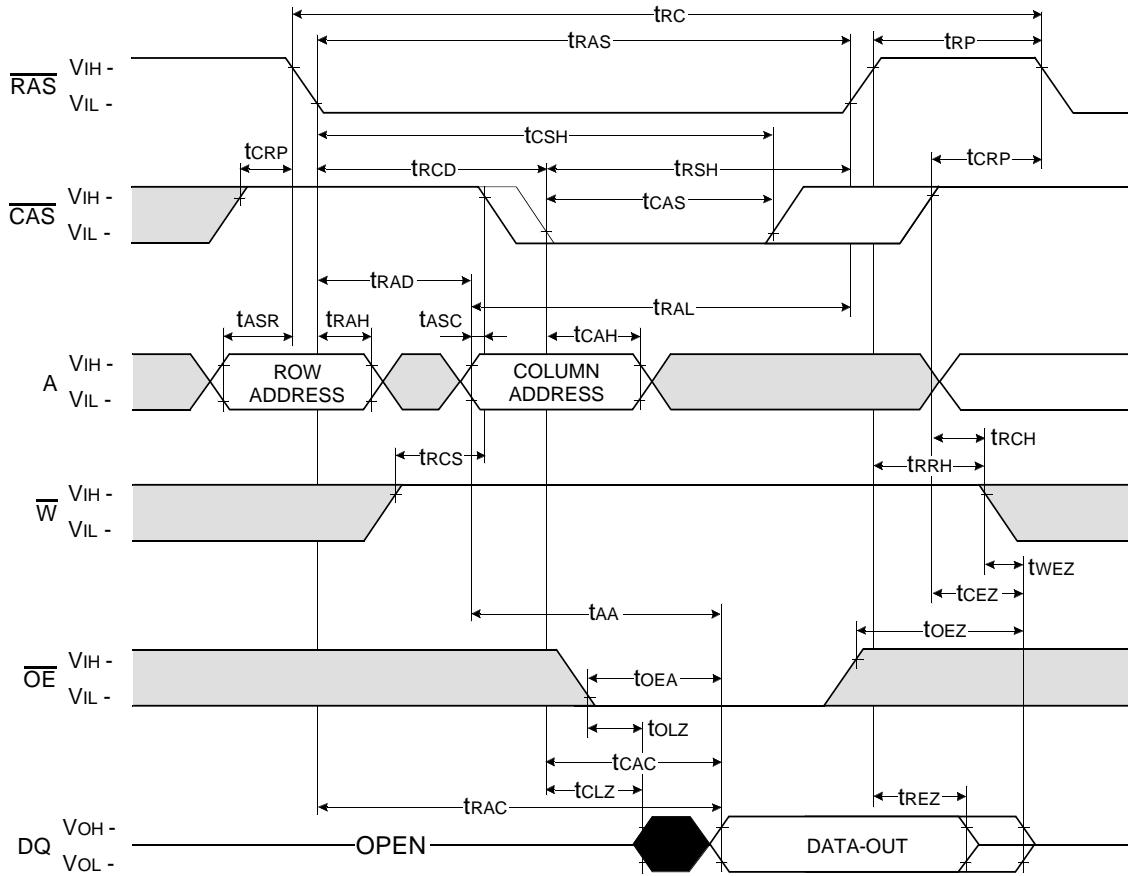 tRC
tRAS
tRP
RAS
VIH -
VIL -
tCSH
tCRP
tRCD
tRSH
tCRP
CAS
VIH -
VIL -
tCAS
tRAD
tRAL
tASR
tRAH
tASC
tCAH
A
VIH -
VIL -
ROW
ADDRESS
COLUMN
ADDRESS
tRCH
tRCS
tRRH
W
VIH -
VIL -
tWEZ
tCEZ
tAA
tOEZ
OE
VIH -
VIL -
tOEA
tOLZ
tCAC
tCLZ
tREZ
tRAC
DQ
VOH -
VOL -
OPEN
DATA-OUT